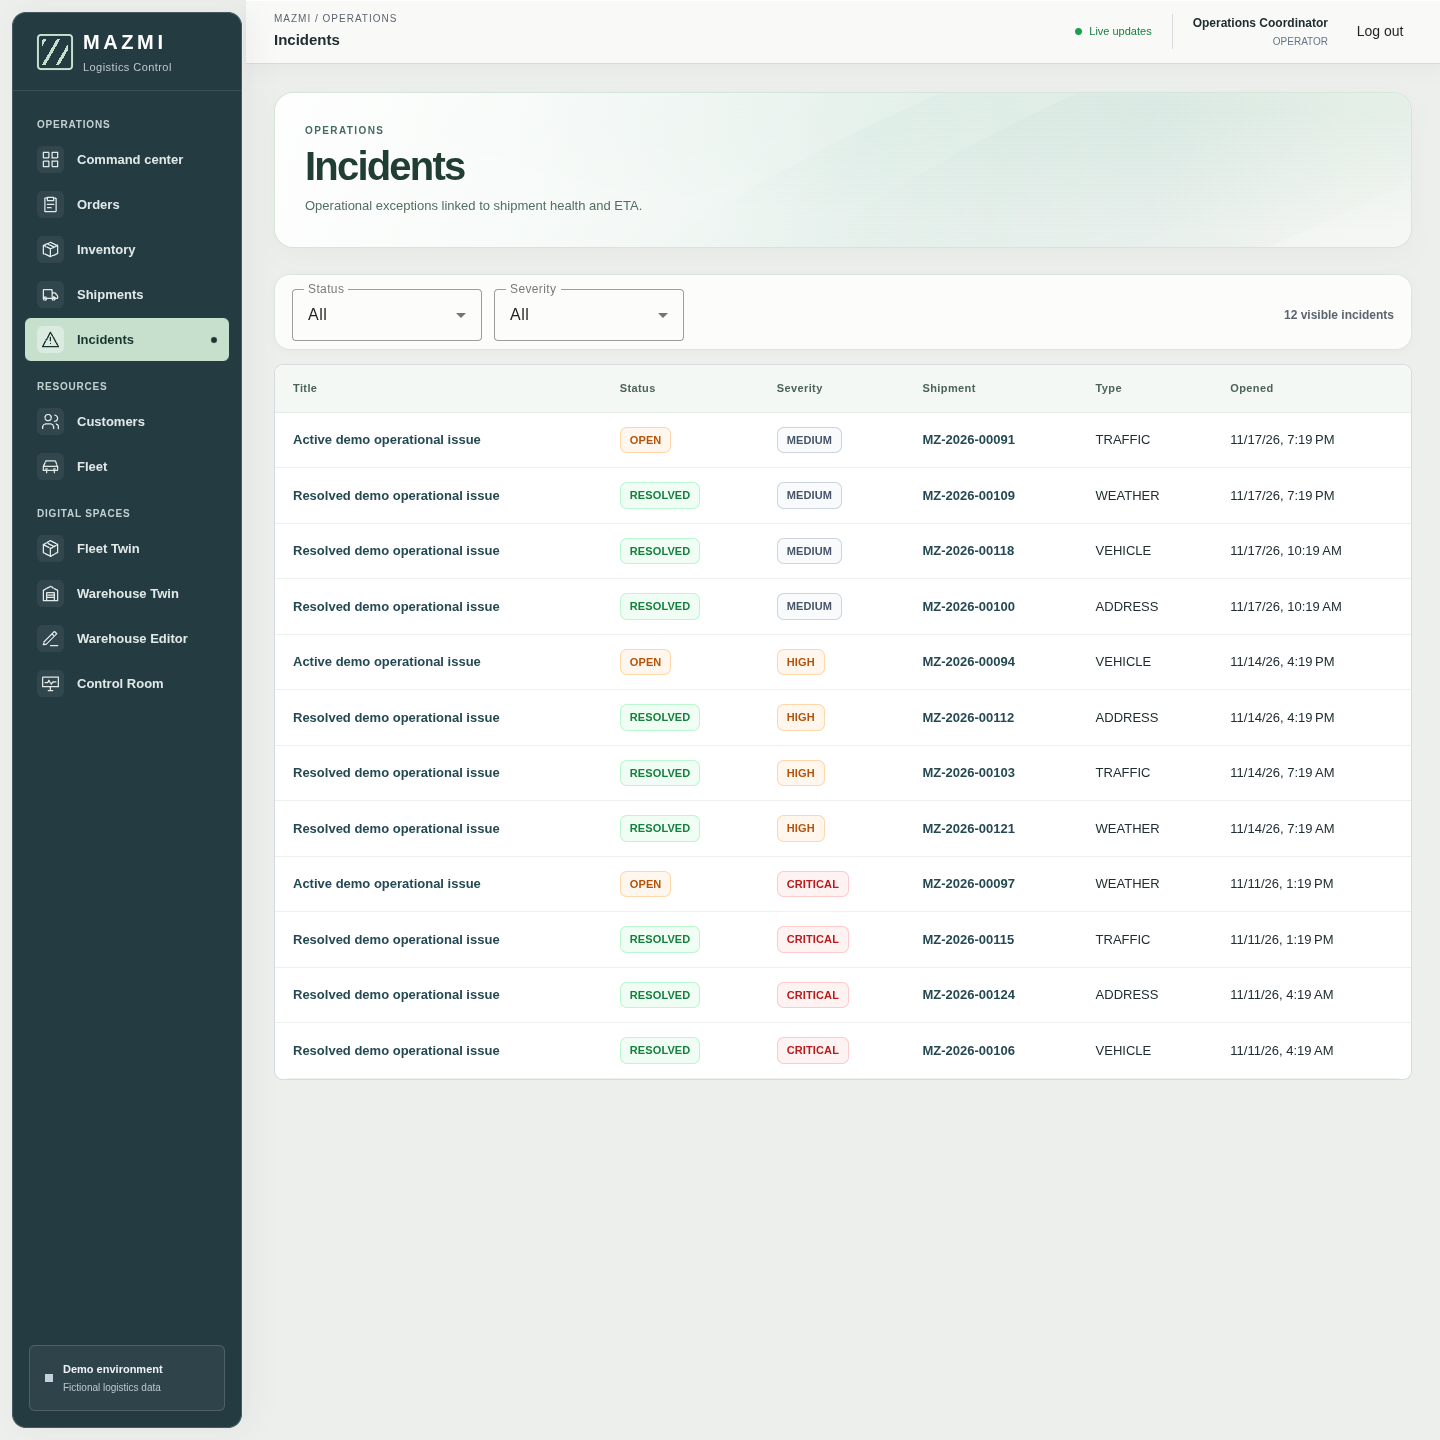 MAZMI
Logistics Control
OPERATIONS
Command center
Orders
Inventory
Shipments
Incidents
RESOURCES
Customers
Fleet
DIGITAL SPACES
Fleet Twin
Warehouse Twin
Warehouse Editor
Control Room
Demo environment
Fictional logistics data
MAZMI / OPERATIONS
Incidents
Live updates
Operations Coordinator
OPERATOR
Log out
OPERATIONS
Incidents
Operational exceptions linked to shipment health and ETA.
Status
All
Severity
All
12 visible incidents
Title Status Severity Shipment Type Opened
Active demo operational issue OPEN MEDIUM MZ-2026-00091 TRAFFIC 11/17/26, 7:19 PM
Resolved demo operational issue RESOLVED MEDIUM MZ-2026-00109 WEATHER 11/17/26, 7:19 PM
Resolved demo operational issue RESOLVED MEDIUM MZ-2026-00118 VEHICLE 11/17/26, 10:19 AM
Resolved demo operational issue RESOLVED MEDIUM MZ-2026-00100 ADDRESS 11/17/26, 10:19 AM
Active demo operational issue OPEN HIGH MZ-2026-00094 VEHICLE 11/14/26, 4:19 PM
Resolved demo operational issue RESOLVED HIGH MZ-2026-00112 ADDRESS 11/14/26, 4:19 PM
Resolved demo operational issue RESOLVED HIGH MZ-2026-00103 TRAFFIC 11/14/26, 7:19 AM
Resolved demo operational issue RESOLVED HIGH MZ-2026-00121 WEATHER 11/14/26, 7:19 AM
Active demo operational issue OPEN CRITICAL MZ-2026-00097 WEATHER 11/11/26, 1:19 PM
Resolved demo operational issue RESOLVED CRITICAL MZ-2026-00115 TRAFFIC 11/11/26, 1:19 PM
Resolved demo operational issue RESOLVED CRITICAL MZ-2026-00124 ADDRESS 11/11/26, 4:19 AM
Resolved demo operational issue RESOLVED CRITICAL MZ-2026-00106 VEHICLE 11/11/26, 4:19 AM